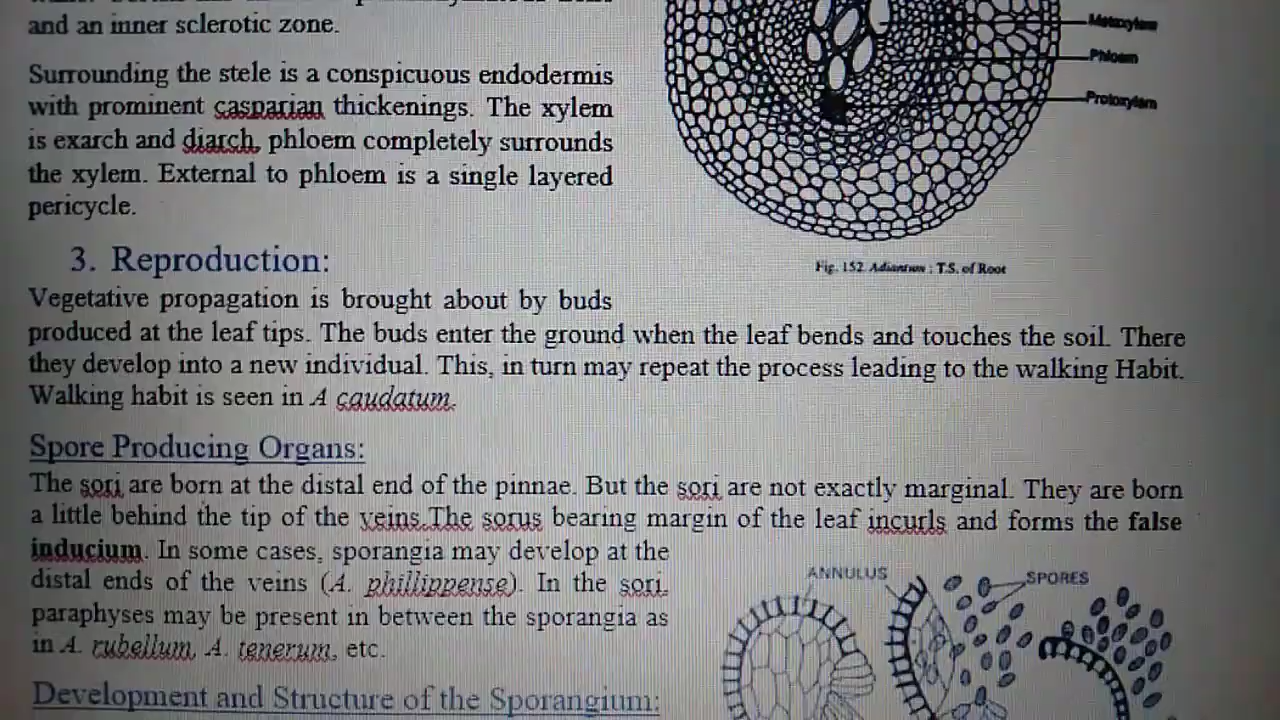 and an inner sclerotic zone.
Metaxylem
Phloem
Protoxylem
Surrounding the stele is a conspicuous endodermis
with prominent casparian thickenings. The xylem
is exarch and diarch, phloem completely surrounds
the xylem. External to phloem is a single layered
pericycle.
Fig. 152. Adiantum : T.S. of Root
3. Reproduction:
Vegetative propagation is brought about by buds
produced at the leaf tips. The buds enter the ground when the leaf bends and touches the soil. There
they develop into a new individual. This, in turn may repeat the process leading to the walking Habit.
Walking habit is seen in A caudatum.
Spore Producing Organs:
The sori are born at the distal end of the pinnae. But the sori are not exactly marginal. They are born
a little behind the tip of the veins.The sorus bearing margin of the leaf incurls and forms the false
inducium. In some cases, sporangia may develop at the
distal ends of the veins (A. phillippense). In the sori,
paraphyses may be present in between the sporangia as
in A. rubellum, A. tenerum, etc.
ANNULUS
SPORES
Development and Structure of the Sporangium: